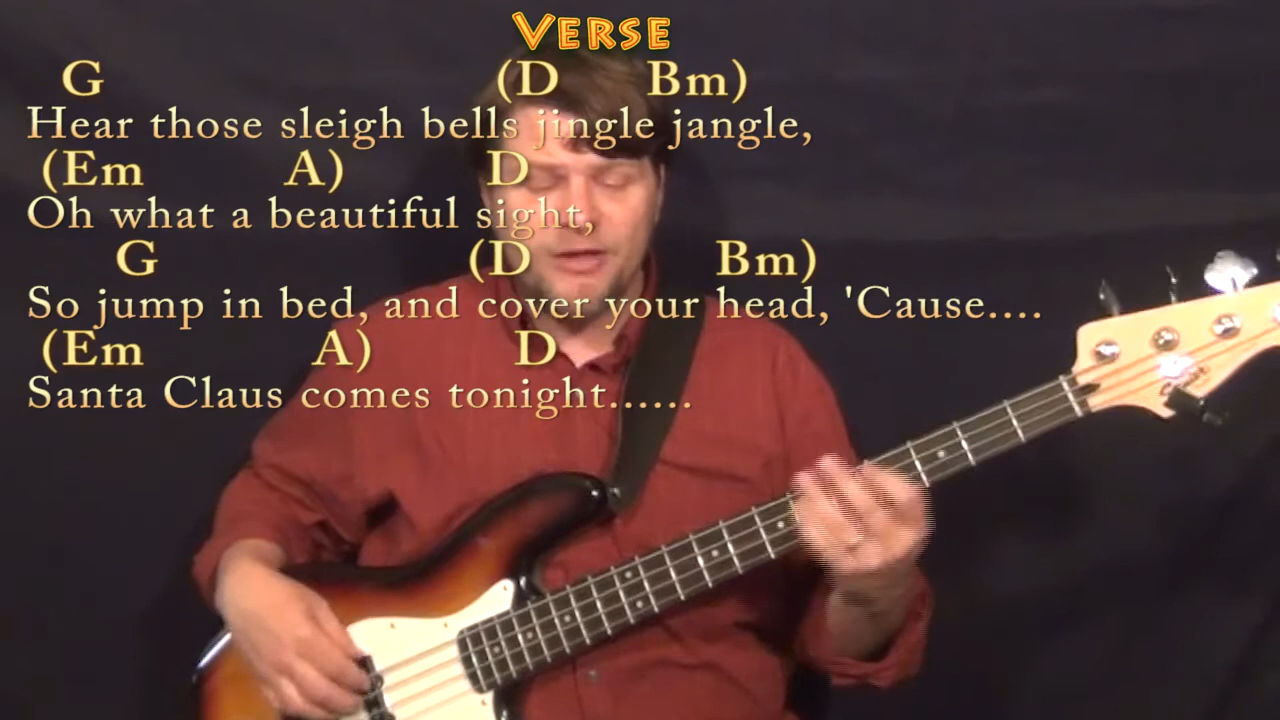 VERSE
G (D Bm)
Hear those sleigh bells jingle jangle,
(Em A) D
Oh what a beautiful sight,
G (D Bm)
So jump in bed, and cover your head, 'Cause....
(Em A) D
Santa Claus comes tonight......